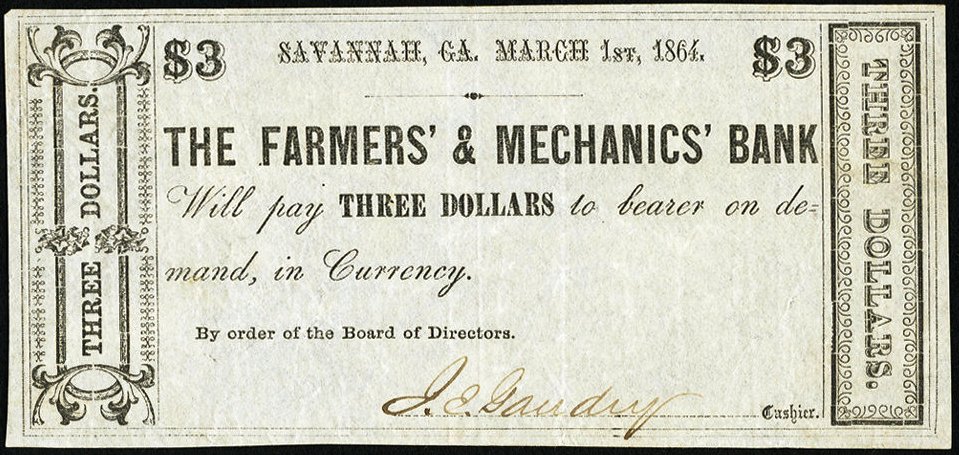 $3 SAVANNAH, GA. MARCH 1ST, 1864. $3
THE FARMERS' & MECHANICS' BANK
Will pay THREE DOLLARS to bearer on de=
mand, in Currency.
By order of the Board of Directors.
J. E. Gaudry Cashier.
THREE DOLLARS.
THREE DOLLARS.